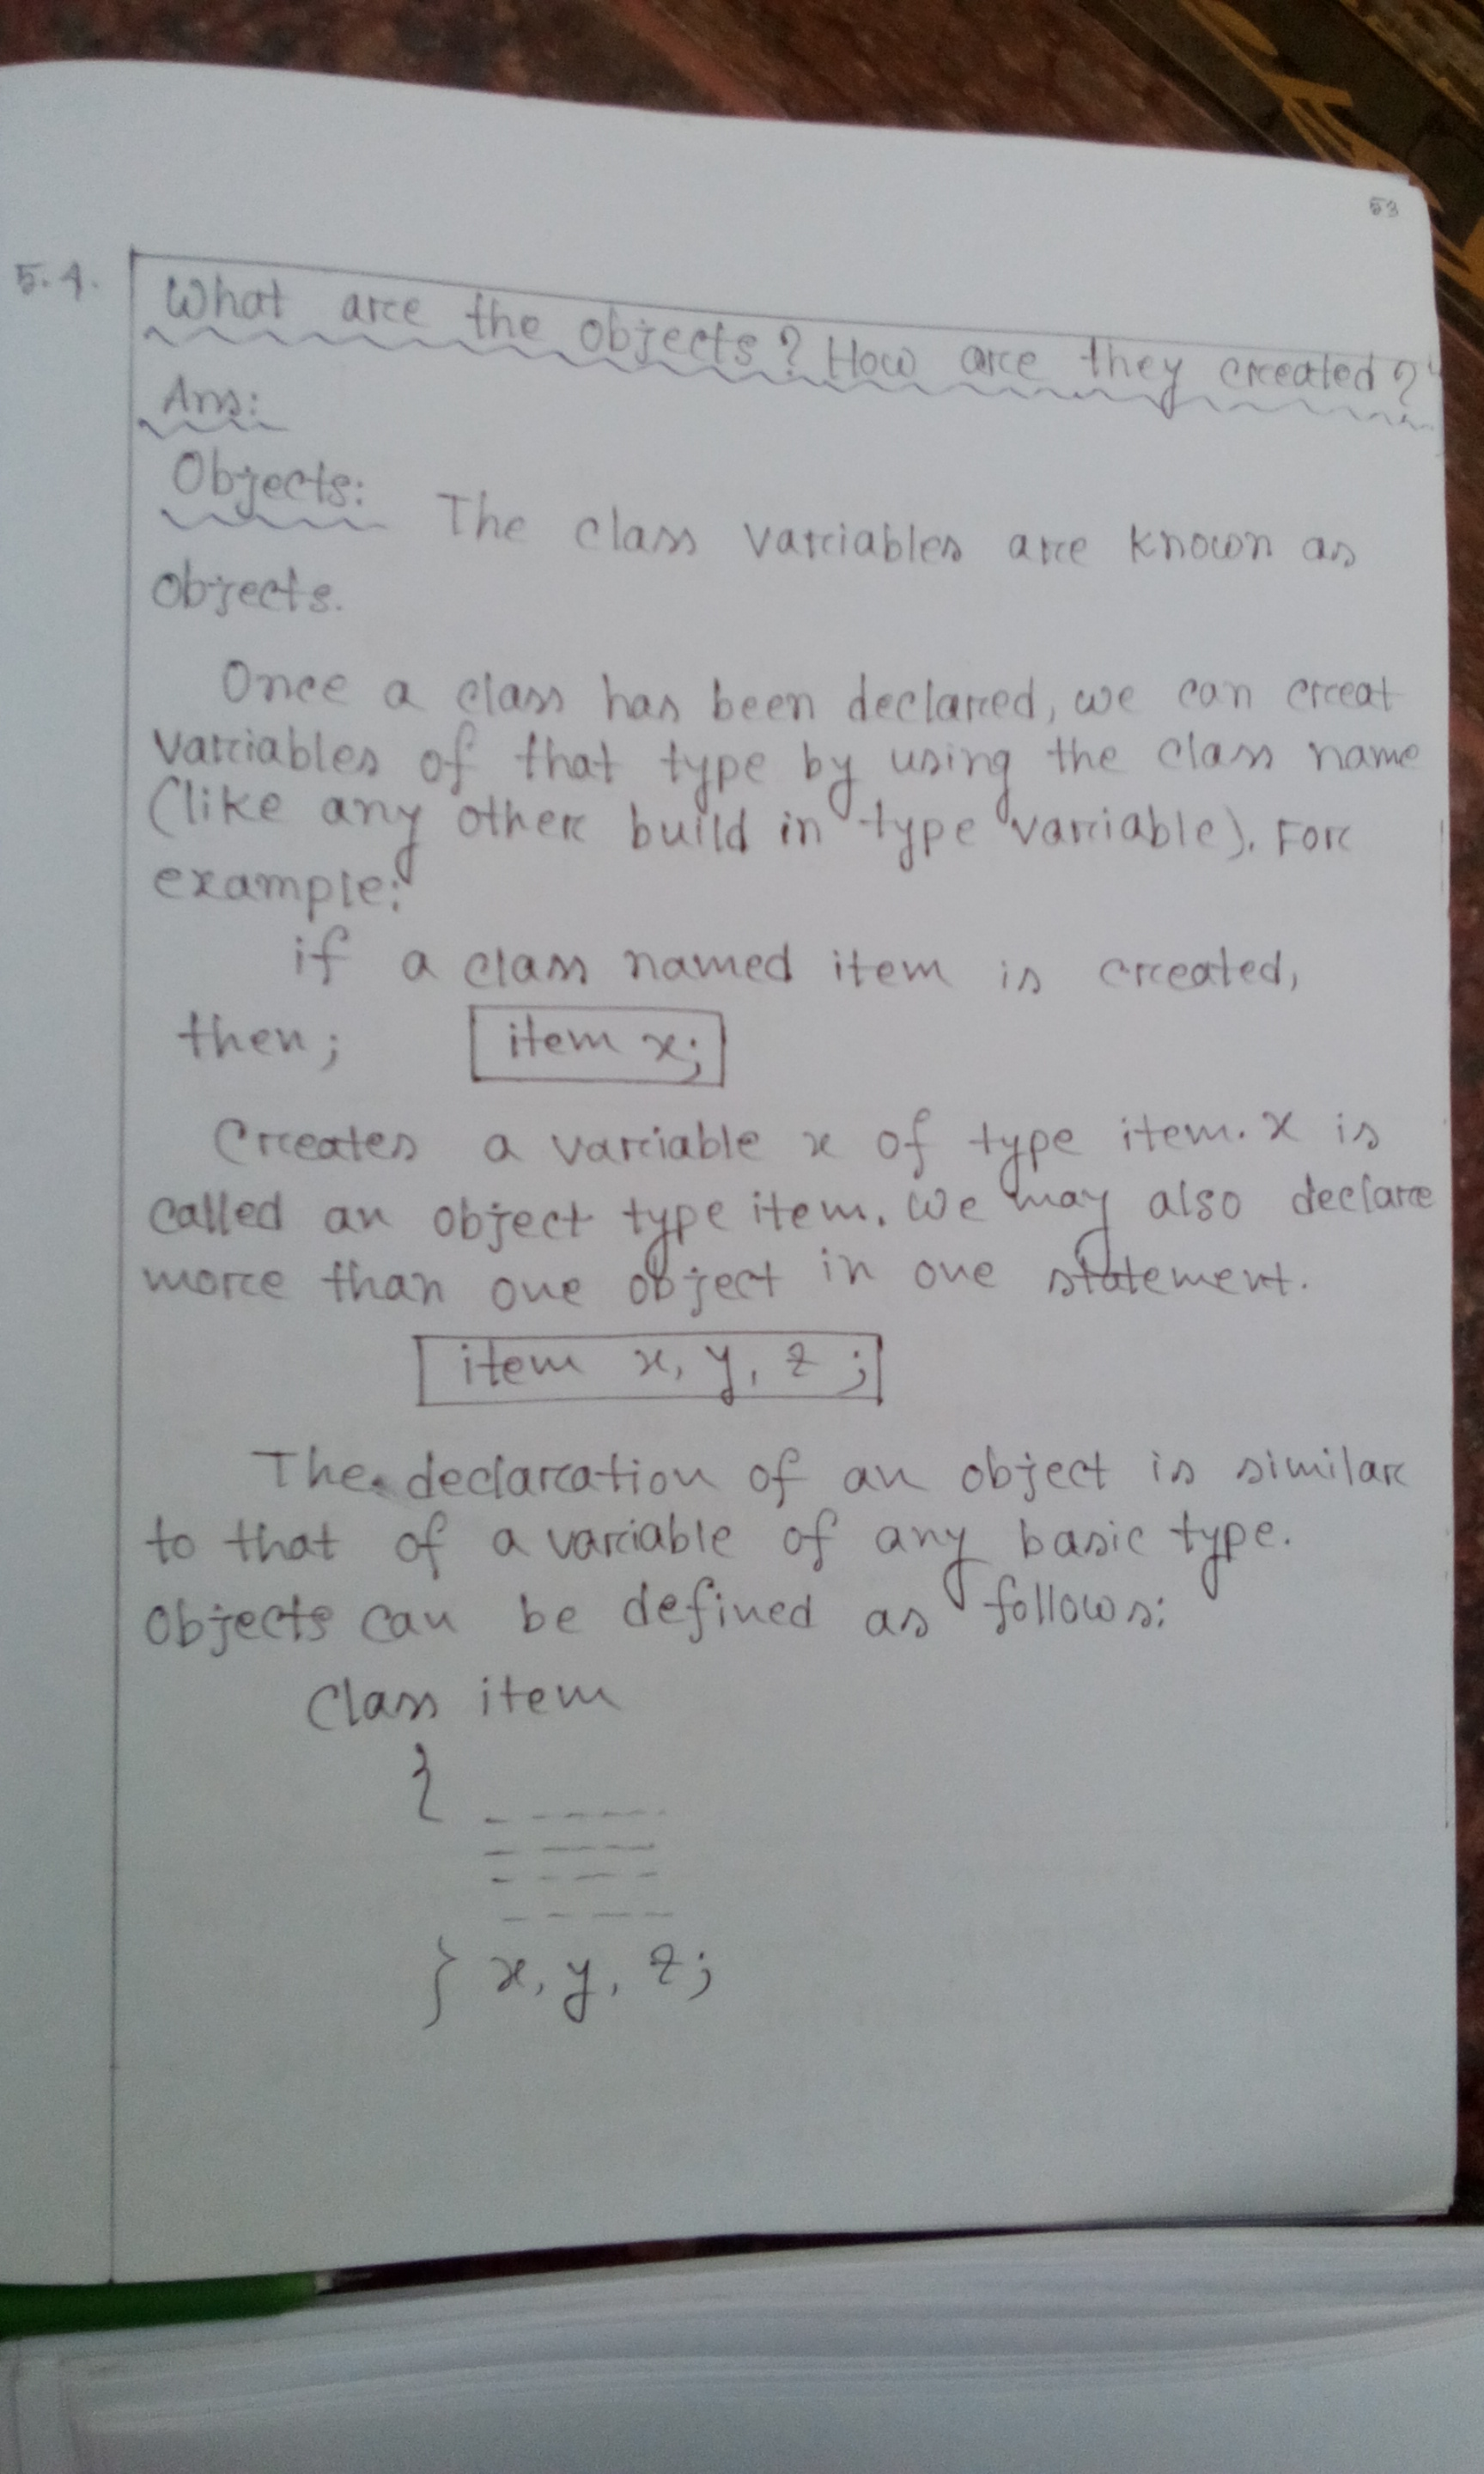 53
5.4.
What are the objects? How are they created?
Ans:
Objects: The class variables are known as
objects.
Once a class has been declared, we can creat
variables of that type by using the class name
(like any other build in type variable). For
example:
if a class named item is created,
then; item x;
Creates a variable x of type item. x is
called an object type item. We may also declare
more than one object in one statement.
item x, y, z ;
The declaration of an object is similar
to that of a variable of any basic type.
Objects can be defined as follows:
Class item
{
- - - -
- - - -
- - - -
- - - -
} x, y, z;